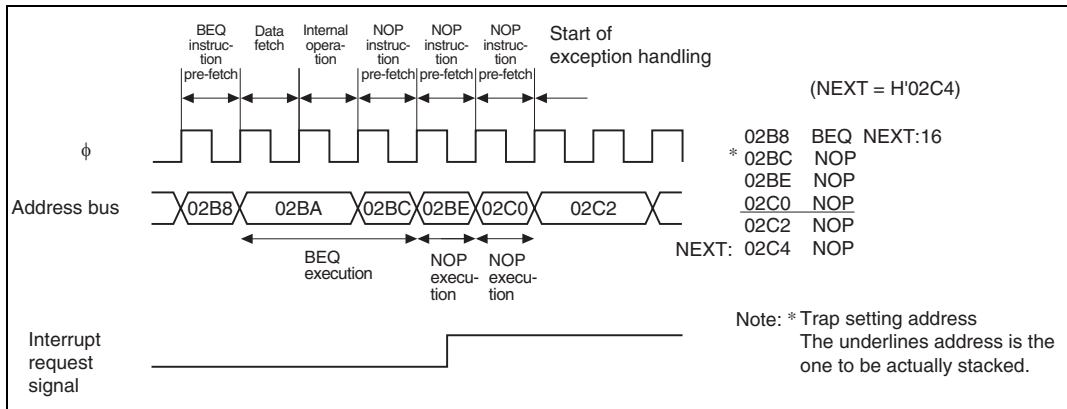 BEQ
instruc-
tion
pre-fetch
Data
fetch
Internal
opera-
tion
NOP
instruc-
tion
pre-fetch
NOP
instruc-
tion
pre-fetch
NOP
instruc-
tion
pre-fetch
Start of
exception handling
(NEXT = H'02C4)
φ
Address bus
02B8
02BA
02BC
02BE
02C0
02C2
BEQ
execution
NOP
execu-
tion
NOP
execu-
tion
02B8 BEQ NEXT:16
* 02BC NOP
02BE NOP
02C0 NOP
02C2 NOP
NEXT: 02C4 NOP
Interrupt
request
signal
Note: * Trap setting address
The underlines address is the
one to be actually stacked.